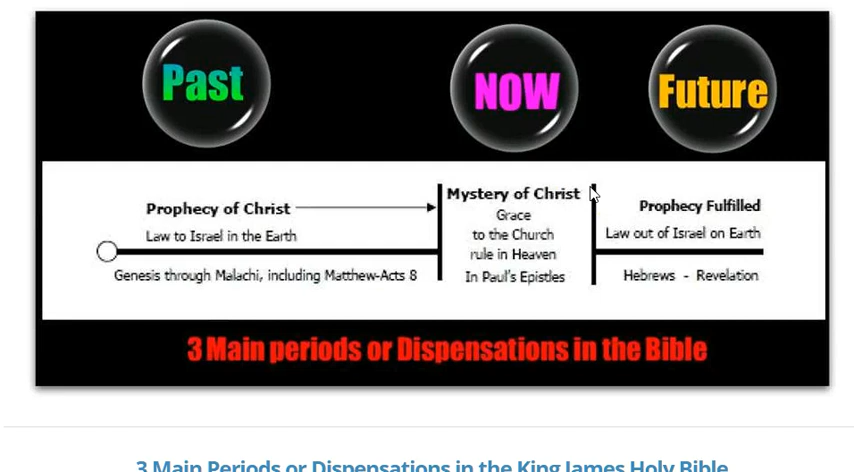 Past
NOW
Future
Prophecy of Christ
Law to Israel in the Earth
Genesis through Malachi, including Matthew-Acts 8
Mystery of Christ
Grace
to the Church
rule in Heaven
In Paul's Epistles
Prophecy Fulfilled
Law out of Israel on Earth
Hebrews - Revelation
3 Main periods or Dispensations in the Bible
3 Main Periods or Dispensations in the King James Holy Bible